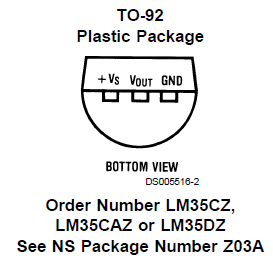 TO-92
Plastic Package
+VS VOUT GND
BOTTOM VIEW
DS005516-2
Order Number LM35CZ,
LM35CAZ or LM35DZ
See NS Package Number Z03A